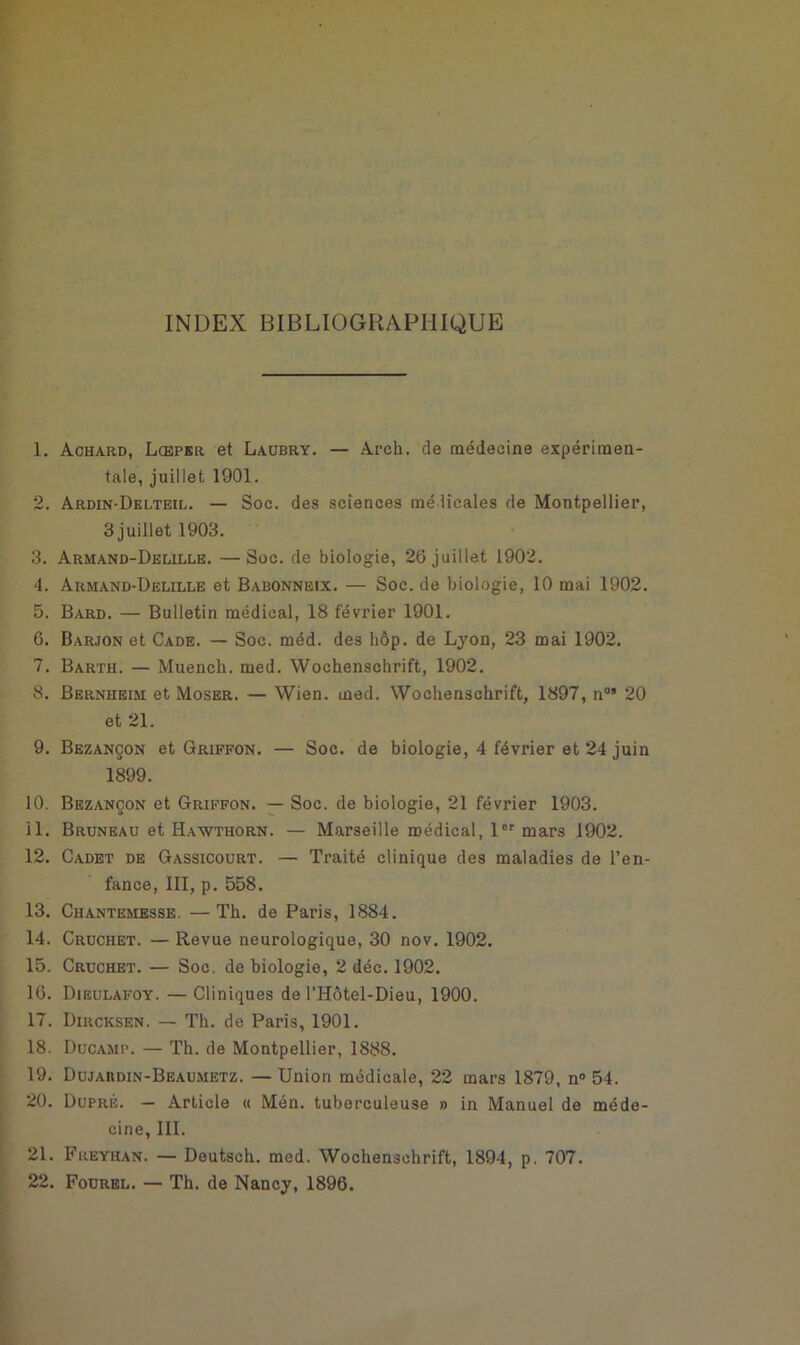 INDEX BIBLIOGRAPHIQUE
1. Achard, Lœper et Laubry. — Arch. de médecine expérimen-
tale, juillet 1901.
2. Ardin-Delteil. — Soc. des sciences mé licales de Montpellier,
3 juillet 1903.
3. Armand-Delille. — Soc. de biologie, 26 juillet 1902.
4. Armand-Delille et Babonneix. — Soc. de biologie, 10 mai 1902.
5. Bard. — Bulletin médical, 18 février 1901.
6. Barjon et Cade. — Soc. méd. des hôp. de Lyon, 23 mai 1902.
7. Barth. — Muench. med. Wochenschrift, 1902.
8. Bernheim et Moser. — Wien. med. Wochenschrift, 1897, nos 20
et 21.
9. Bezançon et Griffon. — Soc. de biologie, 4 février et 24 juin
1899.
10. Bezançon et Griffon. — Soc. de biologie, 21 février 1903.
11. Bruneau et Hawthorn. — Marseille médical, 1er mars 1902.
12. Cadet de Gassicourt. — Traité clinique des maladies de l'en-
fance, III, p. 558.
13. Chantemesse. — Th. de Paris, 1884.
14. Cruchet. — Revue neurologique, 30 nov. 1902.
15. Cruchet. — Soc. de biologie, 2 déc. 1902.
16. Dieulafoy. — Cliniques de l'Hôtel-Dieu, 1900.
17. Dircksen. — Th. de Paris, 1901.
18. Ducamp. — Th. de Montpellier, 1888.
19. Dujardin-Beaumetz. — Union médicale, 22 mars 1879, n° 54.
20. Dupré. — Article « Mén. tuberculeuse » in Manuel de méde-
cine, III.
21. Freyhan. — Deutsch. med. Wochenschrift, 1894, p. 707.
22. Fourel. — Th. de Nancy, 1896.